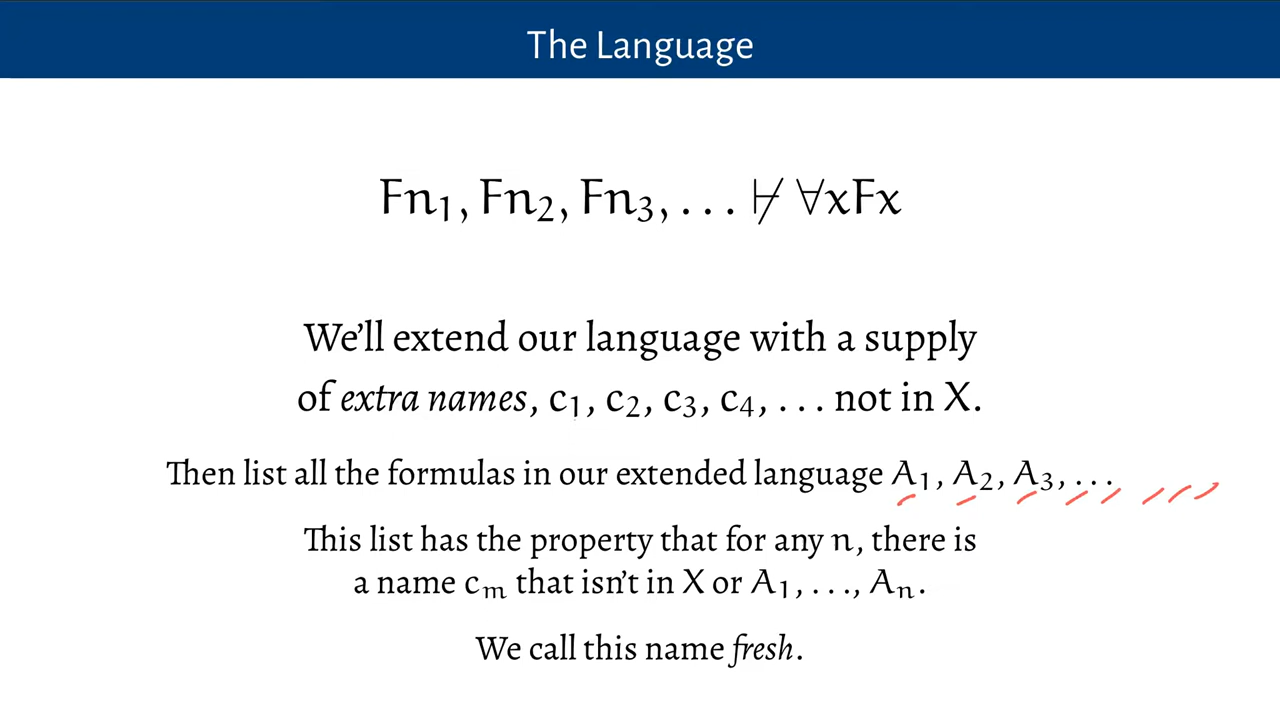 The Language
Fn₁, Fn₂, Fn₃, . . . ⊬ ∀xFx
We'll extend our language with a supply
of extra names, c₁, c₂, c₃, c₄, . . . not in X.
Then list all the formulas in our extended language A₁, A₂, A₃, . . .
This list has the property that for any n, there is
a name cₘ that isn't in X or A₁, . . ., Aₙ.
We call this name fresh.